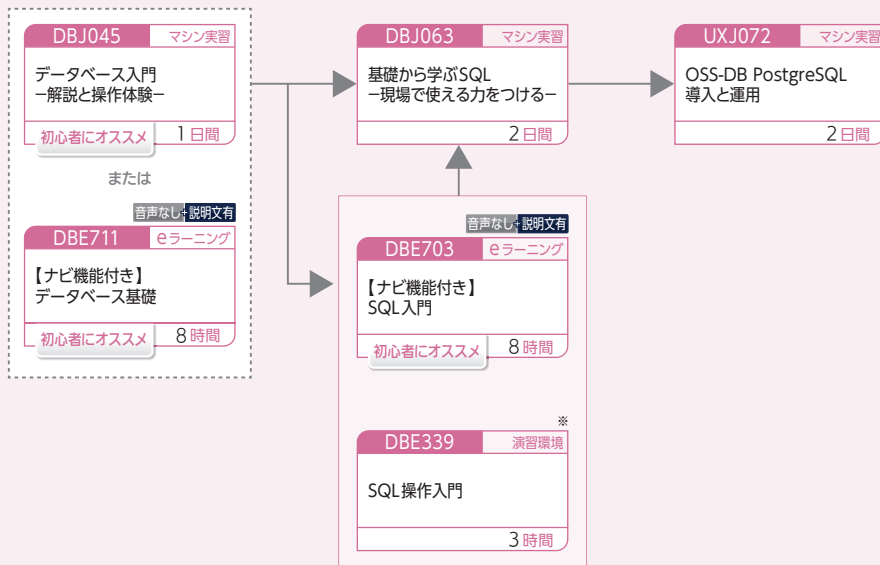 DBJ045 マシン実習
データベース入門
−解説と操作体験−
初心者にオススメ 1日間
または
音声なし+説明文有
DBE711 eラーニング
【ナビ機能付き】
データベース基礎
初心者にオススメ 8時間
DBJ063 マシン実習
基礎から学ぶSQL
−現場で使える力をつける−
2日間
音声なし+説明文有
DBE703 eラーニング
【ナビ機能付き】
SQL入門
初心者にオススメ 8時間
※
DBE339 演習環境
SQL操作入門
3時間
UXJ072 マシン実習
OSS-DB PostgreSQL
導入と運用
2日間